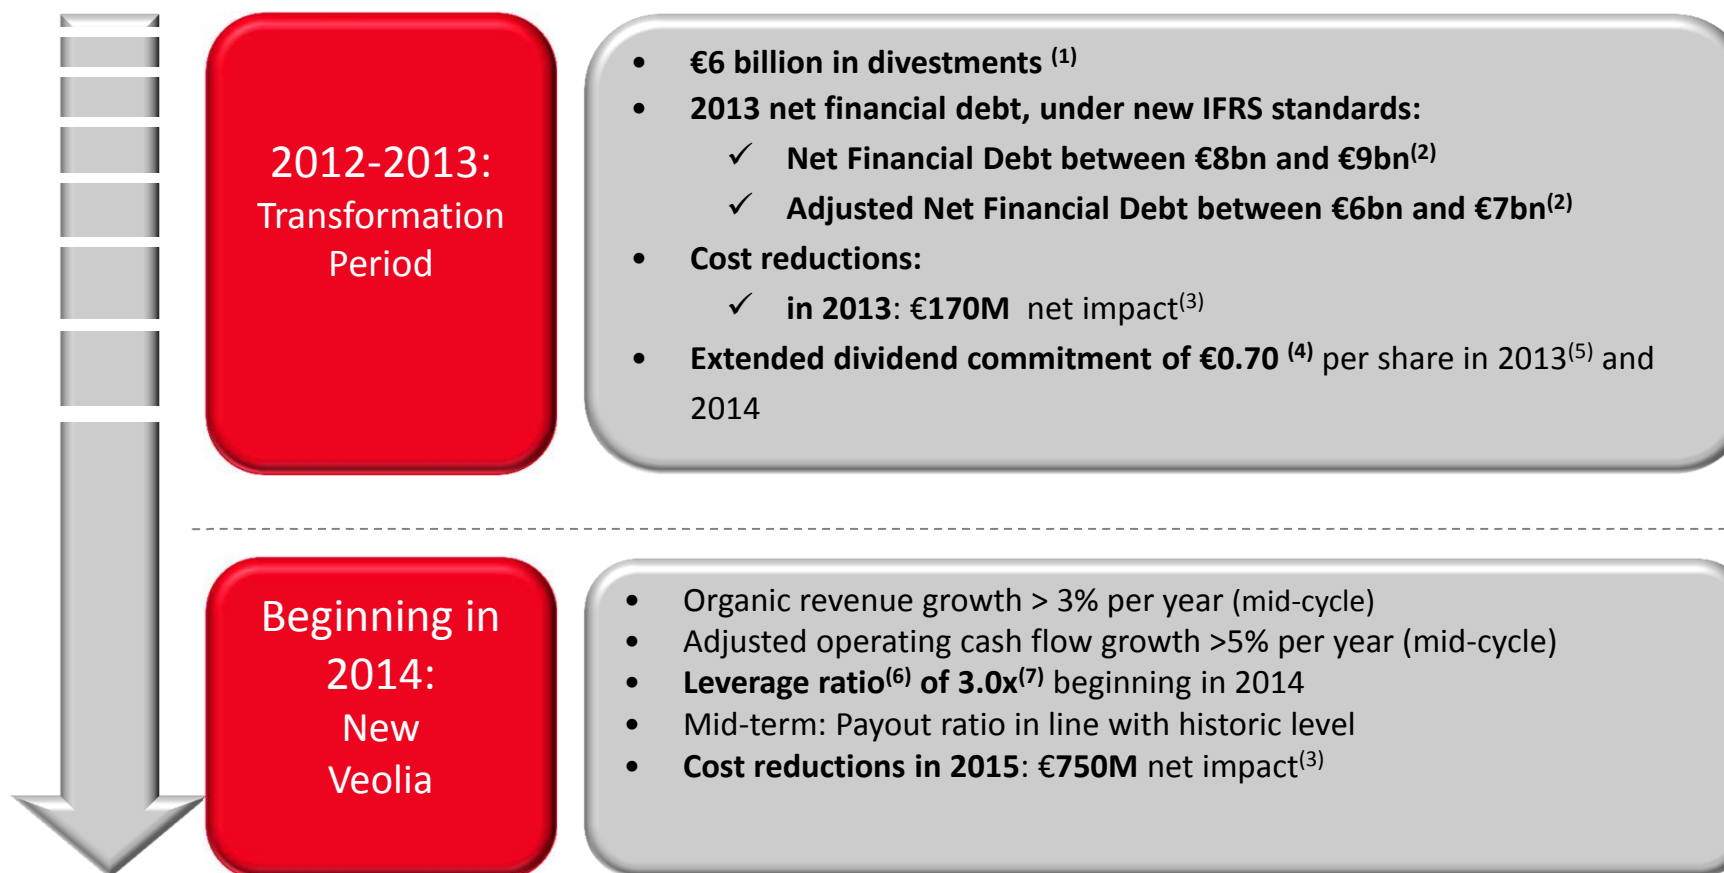 2012-2013:
Transformation
Period
• €6 billion in divestments (1)
• 2013 net financial debt, under new IFRS standards:
✓ Net Financial Debt between €8bn and €9bn(2)
✓ Adjusted Net Financial Debt between €6bn and €7bn(2)
• Cost reductions:
✓ in 2013: €170M net impact(3)
• Extended dividend commitment of €0.70 (4) per share in 2013(5) and
2014
Beginning in
2014:
New
Veolia
• Organic revenue growth > 3% per year (mid-cycle)
• Adjusted operating cash flow growth >5% per year (mid-cycle)
• Leverage ratio(6) of 3.0x(7) beginning in 2014
• Mid-term: Payout ratio in line with historic level
• Cost reductions in 2015: €750M net impact(3)